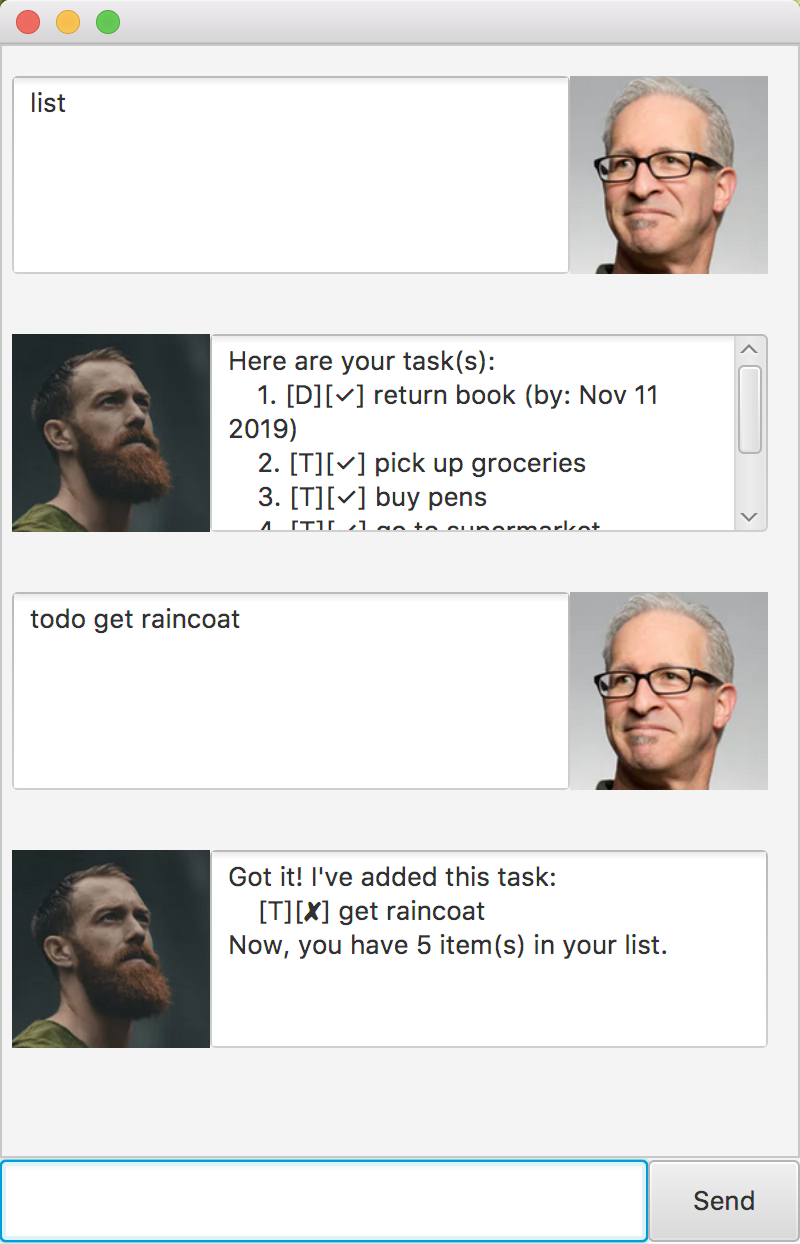 list
Here are your task(s):
1. [D][✓] return book (by: Nov 11
2019)
2. [T][✓] pick up groceries
3. [T][✓] buy pens
4. [T][✓] go to supermarket
todo get raincoat
Got it! I've added this task:
[T][✘] get raincoat
Now, you have 5 item(s) in your list.
Send